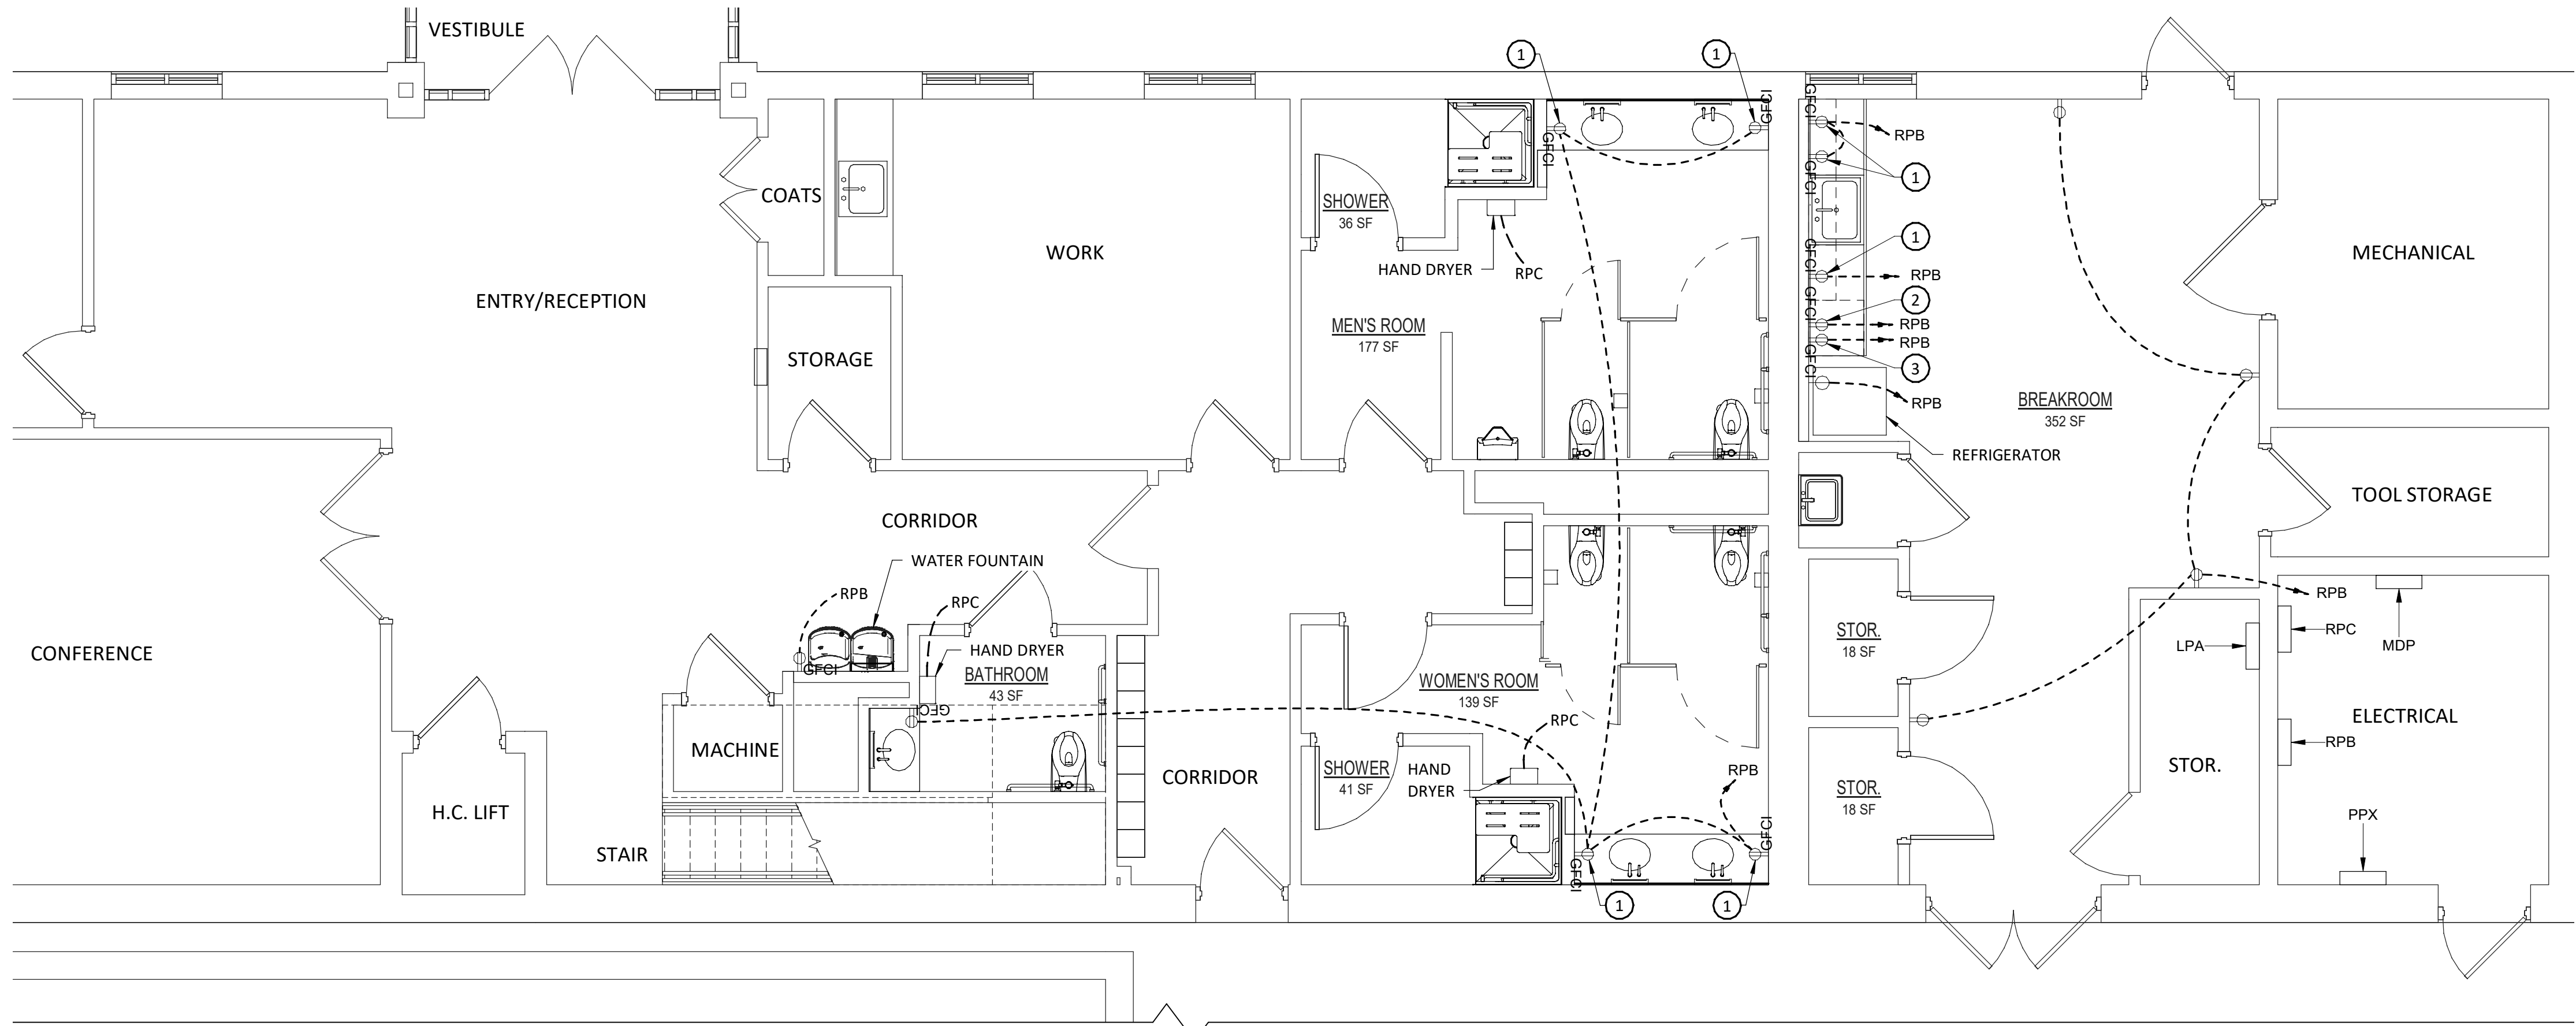 VESTIBULE
1
1
GFCI
GFCI
GFCI
RPB
1
GFCI
COATS
SHOWER
36 SF
WORK
MECHANICAL
HAND DRYER
RPC
GFCI
1
RPB
ENTRY/RECEPTION
GFCI
2
RPB
RPB
3
GFCI
RPB
MEN'S ROOM
177 SF
STORAGE
BREAKROOM
352 SF
REFRIGERATOR
TOOL STORAGE
CORRIDOR
WATER FOUNTAIN
RPB
RPC
RPB
RPC
MDP
LPA
STOR.
18 SF
CONFERENCE
HAND DRYER
GFCI
BATHROOM
43 SF
WOMEN'S ROOM
139 SF
GFCI
RPC
ELECTRICAL
RPB
MACHINE
CORRIDOR
SHOWER
41 SF
HAND
DRYER
RPB
STOR.
STOR.
18 SF
H.C. LIFT
PPX
STAIR
GFCI
GFCI
1
1